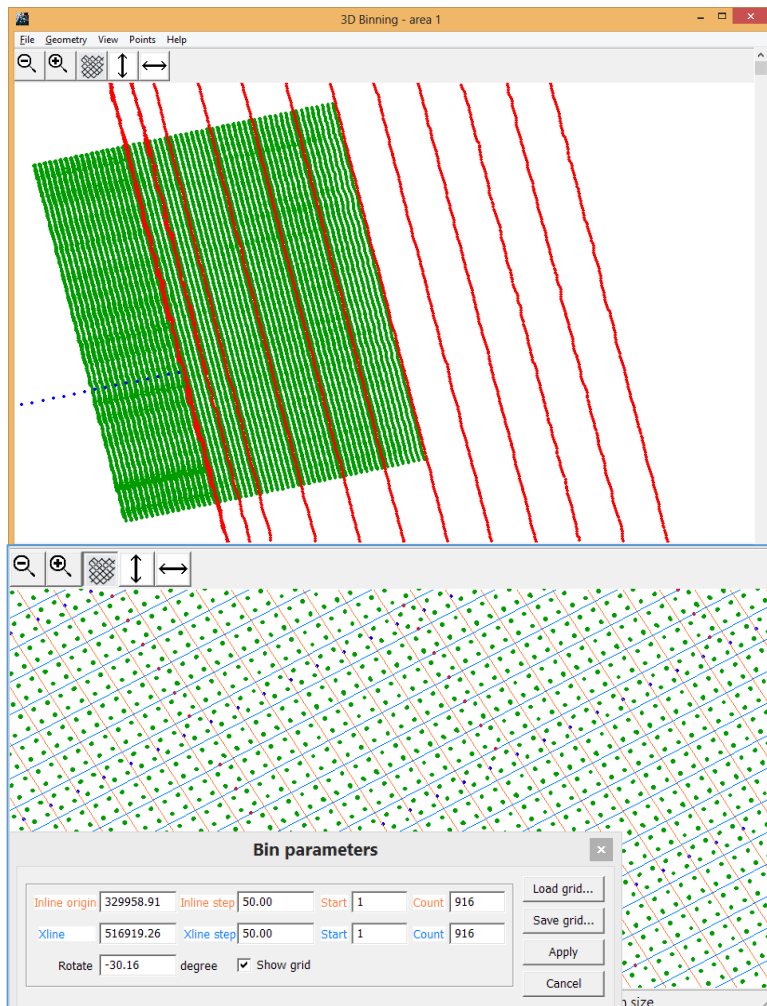 3D Binning - area 1
File Geometry View Points Help
Bin parameters
Inline origin 329958.91 Inline step 50.00 Start 1 Count 916
Xline 516919.26 Xline step 50.00 Start 1 Count 916
Rotate -30.16 degree Show grid
Load grid...
Save grid...
Apply
Cancel
n size